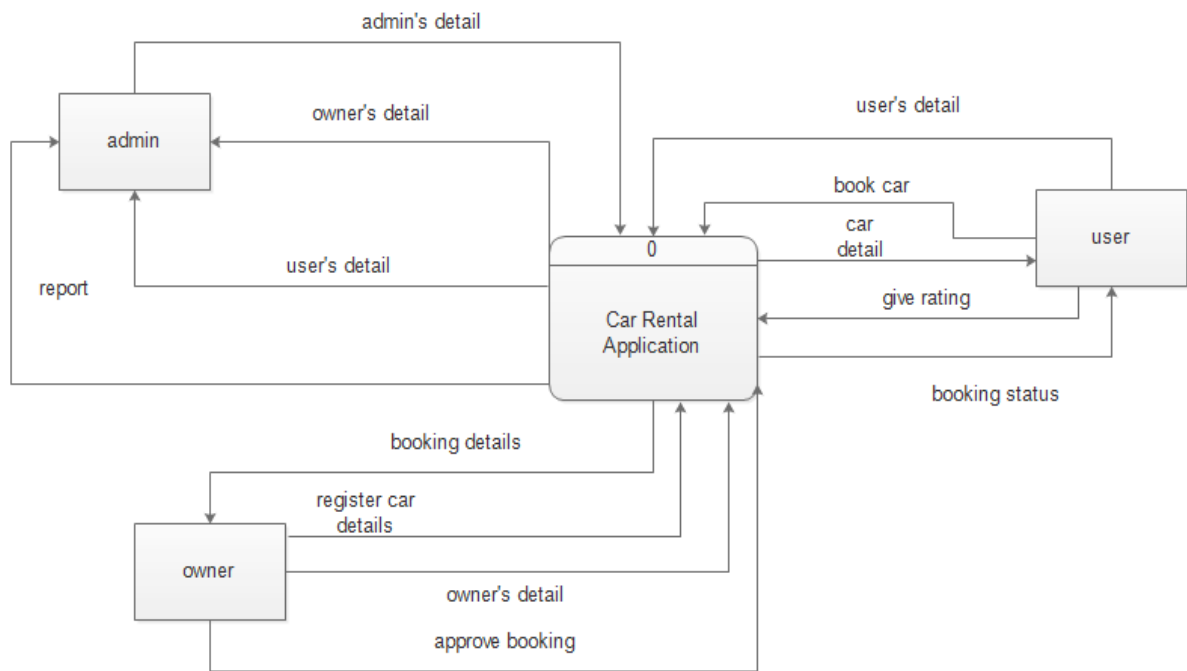 admin's detail
admin
owner's detail
user's detail
report
user's detail
book car
car
detail
user
give rating
booking status
0
Car Rental
Application
booking details
register car
details
owner
owner's detail
approve booking